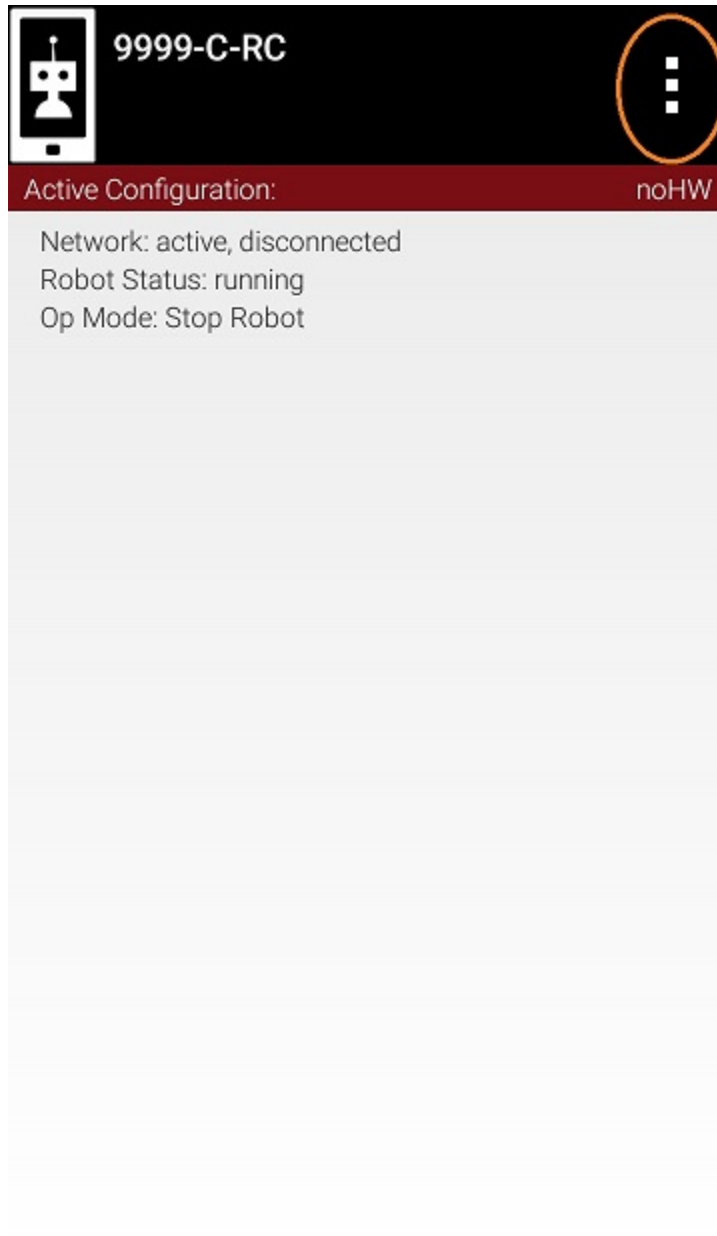 9999-C-RC
Active Configuration: noHW
Network: active, disconnected
Robot Status: running
Op Mode: Stop Robot